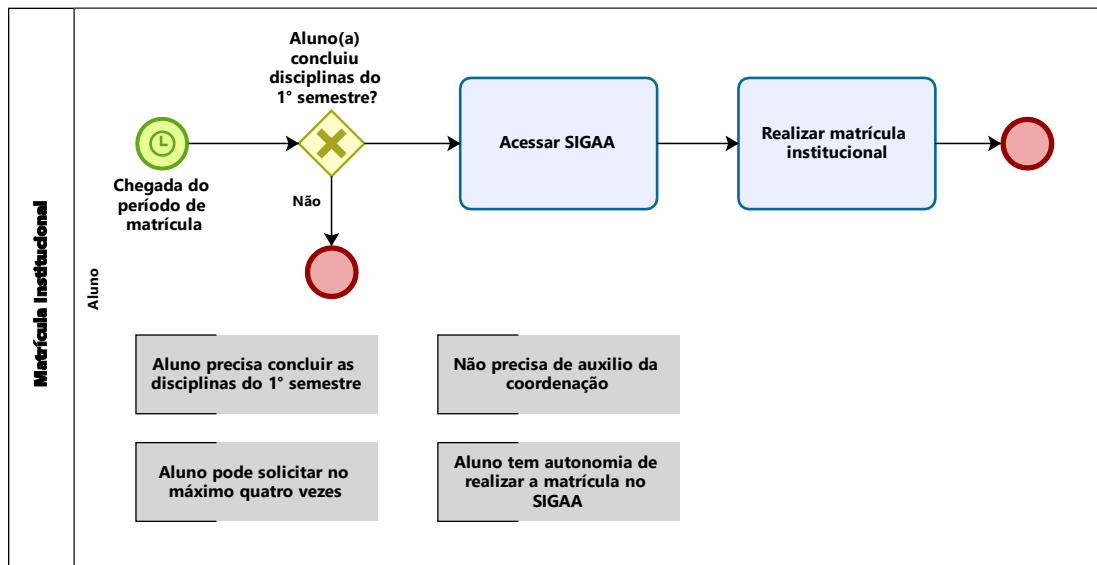 Matrícula Institucional
Aluno
Aluno(a)
concluiu
disciplinas do
1° semestre?
Chegada do
período de
matrícula
Não
Acessar SIGAA
Realizar matrícula
institucional
Aluno precisa concluir as
disciplinas do 1° semestre
Não precisa de auxilio da
coordenação
Aluno pode solicitar no
máximo quatro vezes
Aluno tem autonomia de
realizar a matrícula no
SIGAA